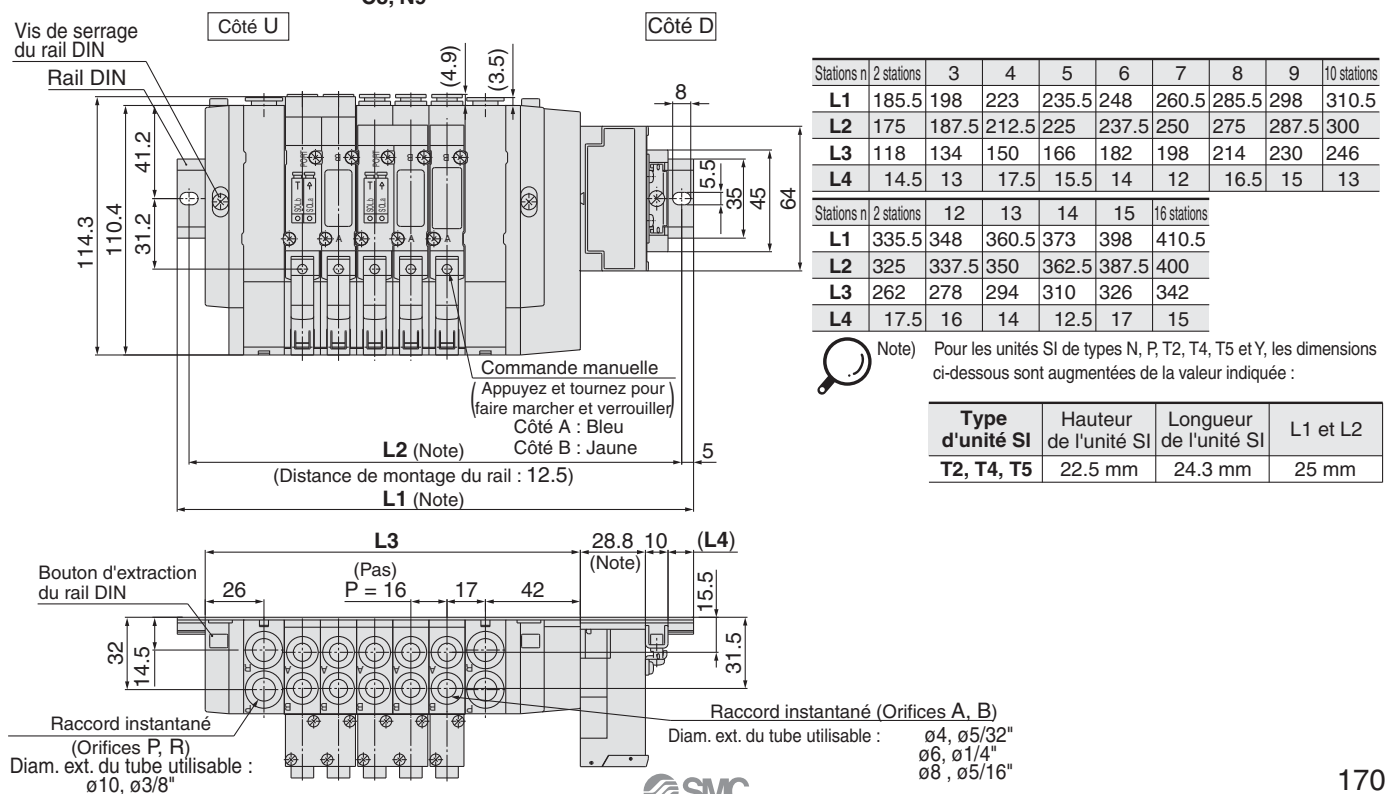 Côté U
Côté D
Vis de serrage
du rail DIN
Rail DIN
(4.9)
(3.5)
8
41.2
31.2
114.3
110.4
5.5
35
45
64
Commande manuelle
(Appuyez et tournez pour
faire marcher et verrouiller)
Côté A : Bleu
Côté B : Jaune
L2 (Note)
5
(Distance de montage du rail : 12.5)
L1 (Note)
Stations n 2 stations 3 4 5 6 7 8 9 10 stations
L1 185.5 198 223 235.5 248 260.5 285.5 298 310.5
L2 175 187.5 212.5 225 237.5 250 275 287.5 300
L3 118 134 150 166 182 198 214 230 246
L4 14.5 13 17.5 15.5 14 12 16.5 15 13
Stations n 2 stations 12 13 14 15 16 stations
L1 335.5 348 360.5 373 398 410.5
L2 325 337.5 350 362.5 387.5 400
L3 262 278 294 310 326 342
L4 17.5 16 14 12.5 17 15
Note) Pour les unités SI de types N, P, T2, T4, T5 et Y, les dimensions
ci-dessous sont augmentées de la valeur indiquée :
Type d'unité SI Hauteur de l'unité SI Longueur de l'unité SI L1 et L2
T2, T4, T5 22.5 mm 24.3 mm 25 mm
L3
28.8
10
(L4)
(Note)
Bouton d'extraction
du rail DIN
(Pas)
26
P = 16
17
42
15.5
32
14.5
31.5
Raccord instantané
(Orifices P, R)
Diam. ext. du tube utilisable :
ø10, ø3/8"
Raccord instantané (Orifices A, B)
Diam. ext. du tube utilisable : ø4, ø5/32"
ø6, ø1/4"
ø8 , ø5/16"
SMC
170